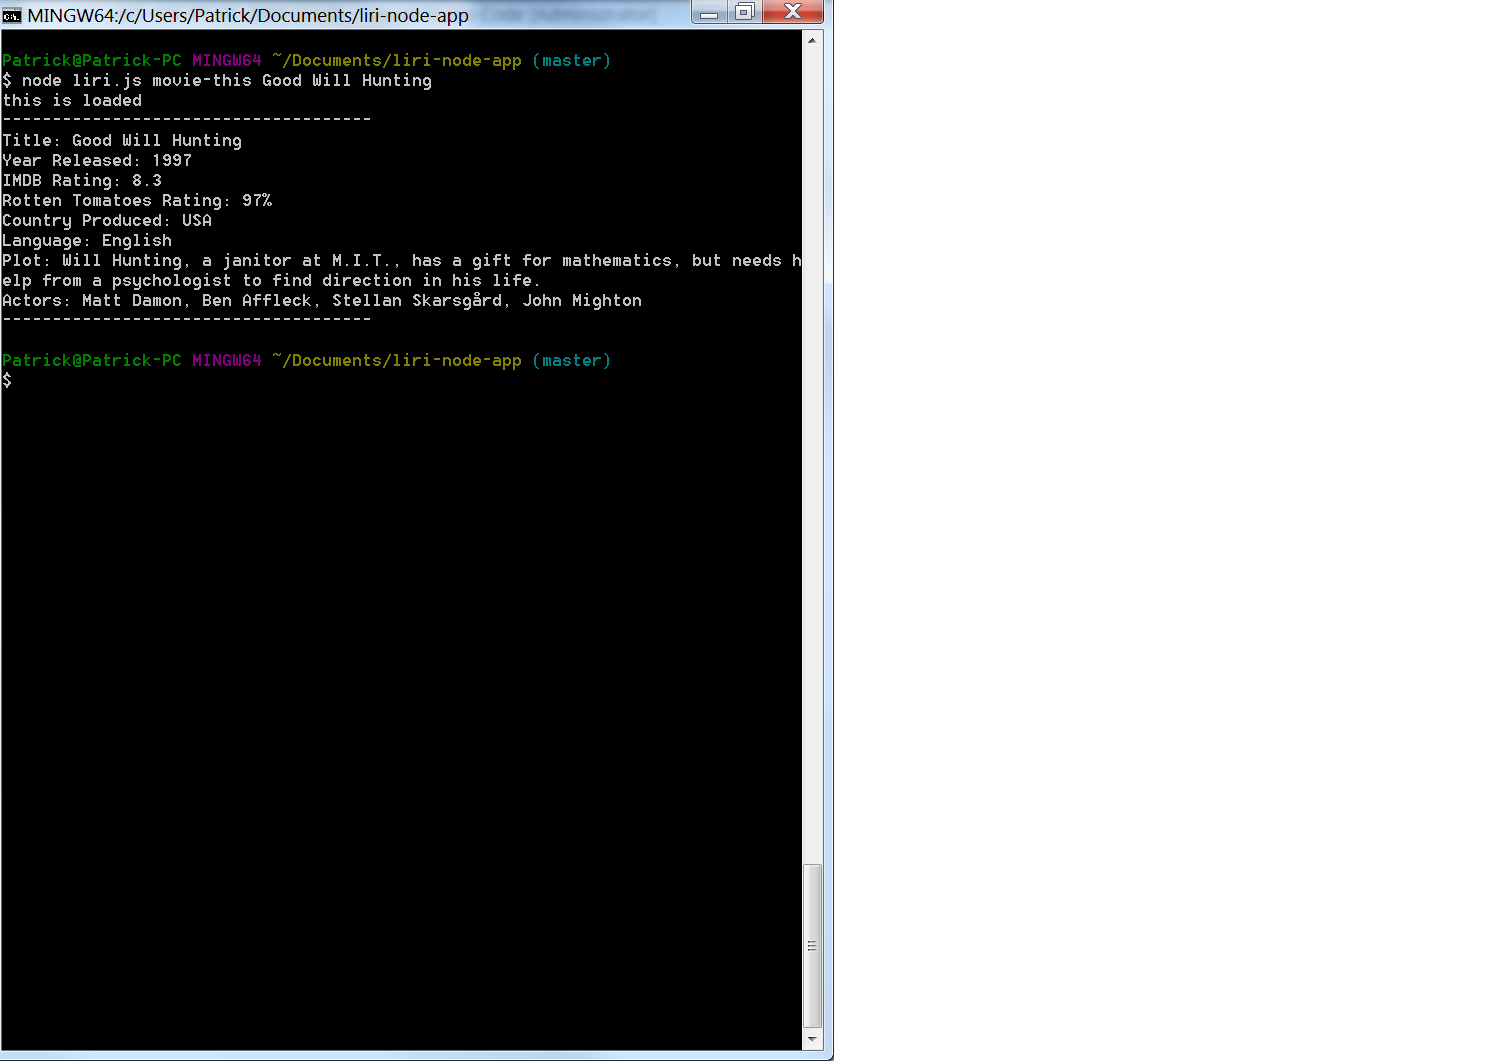 MINGW64:/c/Users/Patrick/Documents/liri-node-app
Patrick@Patrick-PC MINGW64 ~/Documents/liri-node-app (master)
$ node liri.js movie-this Good Will Hunting
this is loaded
-------------------------------------
Title: Good Will Hunting
Year Released: 1997
IMDB Rating: 8.3
Rotten Tomatoes Rating: 97%
Country Produced: USA
Language: English
Plot: Will Hunting, a janitor at M.I.T., has a gift for mathematics, but needs h
elp from a psychologist to find direction in his life.
Actors: Matt Damon, Ben Affleck, Stellan Skarsgård, John Mighton
-------------------------------------
Patrick@Patrick-PC MINGW64 ~/Documents/liri-node-app (master)
$